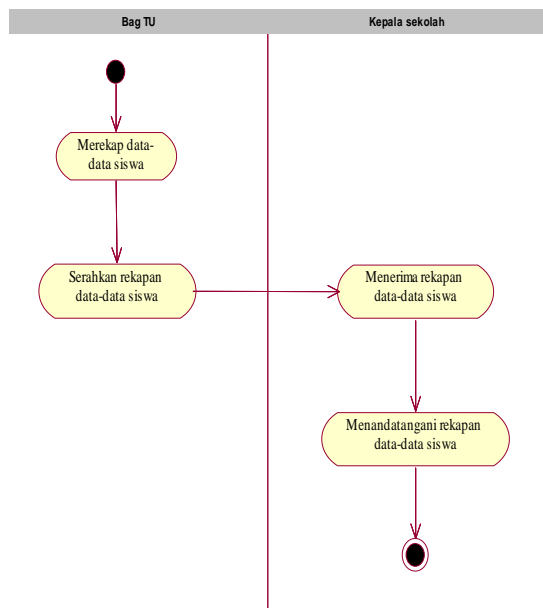 Bag TU
Kepala sekolah
Merekap data-
data siswa
Serahkan rekapan
data-data siswa
Menerima rekapan
data-data siswa
Menandatangani rekapan
data-data siswa